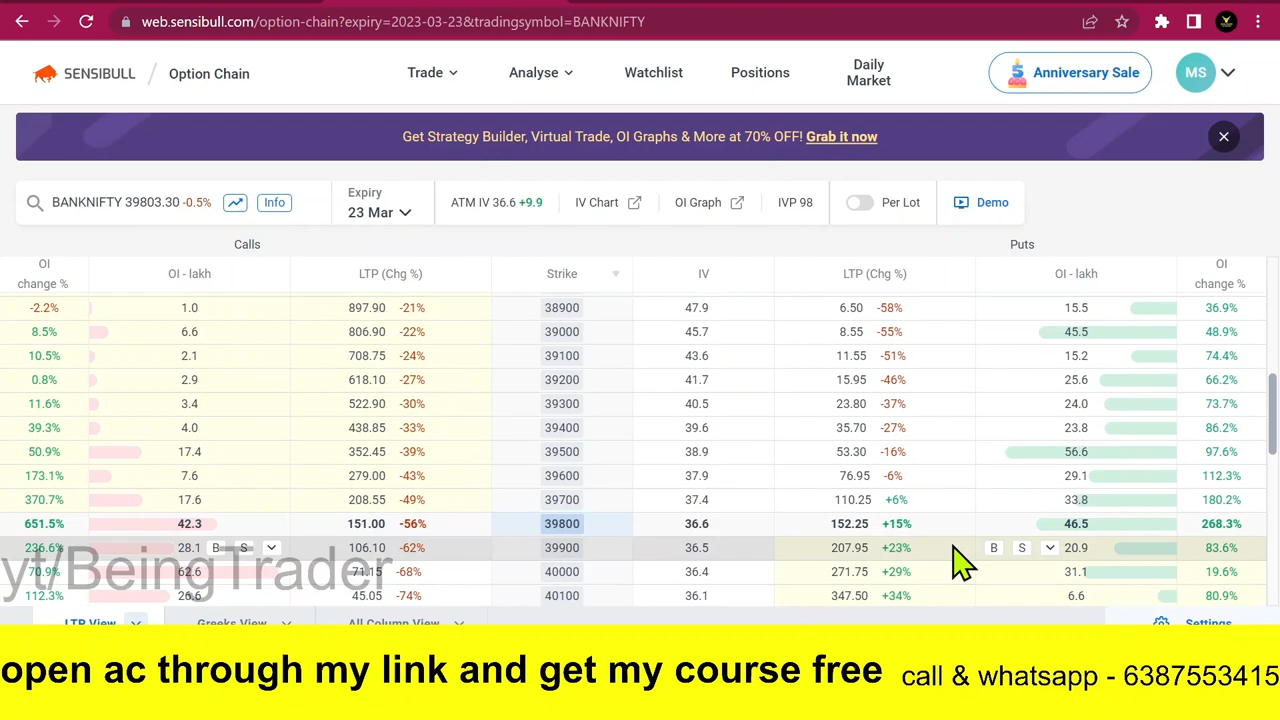 web.sensibull.com/option-chain?expiry=2023-03-23&tradingsymbol=BANKNIFTY
SENSIBULL / Option Chain Trade Analyse Watchlist Positions Daily Market 5 Anniversary Sale MS
Get Strategy Builder, Virtual Trade, OI Graphs & More at 70% OFF! Grab it now
BANKNIFTY 39803.30 -0.5% Info Expiry 23 Mar ATM IV 36.6 +9.9 IV Chart OI Graph IVP 98 Per Lot Demo
Calls Puts
OI change % OI - lakh LTP (Chg %) Strike IV LTP (Chg %) OI - lakh OI change %
-2.2% 1.0 897.90 -21% 38900 47.9 6.50 -58% 15.5 36.9%
8.5% 6.6 806.90 -22% 39000 45.7 8.55 -55% 45.5 48.9%
10.5% 2.1 708.75 -24% 39100 43.6 11.55 -51% 15.2 74.4%
0.8% 2.9 618.10 -27% 39200 41.7 15.95 -46% 25.6 66.2%
11.6% 3.4 522.90 -30% 39300 40.5 23.80 -37% 24.0 73.7%
39.3% 4.0 438.85 -33% 39400 39.6 35.70 -27% 23.8 86.2%
50.9% 17.4 352.45 -39% 39500 38.9 53.30 -16% 56.6 97.6%
173.1% 7.6 279.00 -43% 39600 37.9 76.95 -6% 29.1 112.3%
370.7% 17.6 208.55 -49% 39700 37.4 110.25 +6% 33.8 180.2%
651.5% 42.3 151.00 -56% 39800 36.6 152.25 +15% 46.5 268.3%
236.6% 28.1 B S 106.10 -62% 39900 36.5 207.95 +23% B S 20.9 83.6%
yt/BeingTrader
70.9% 62.6 71.15 -68% 40000 36.4 271.75 +29% 31.1 19.6%
112.3% 26.6 45.05 -74% 40100 36.1 347.50 +34% 6.6 80.9%
LTP View Greeks View All Column View Settings
open ac through my link and get my course free call & whatsapp - 6387553415